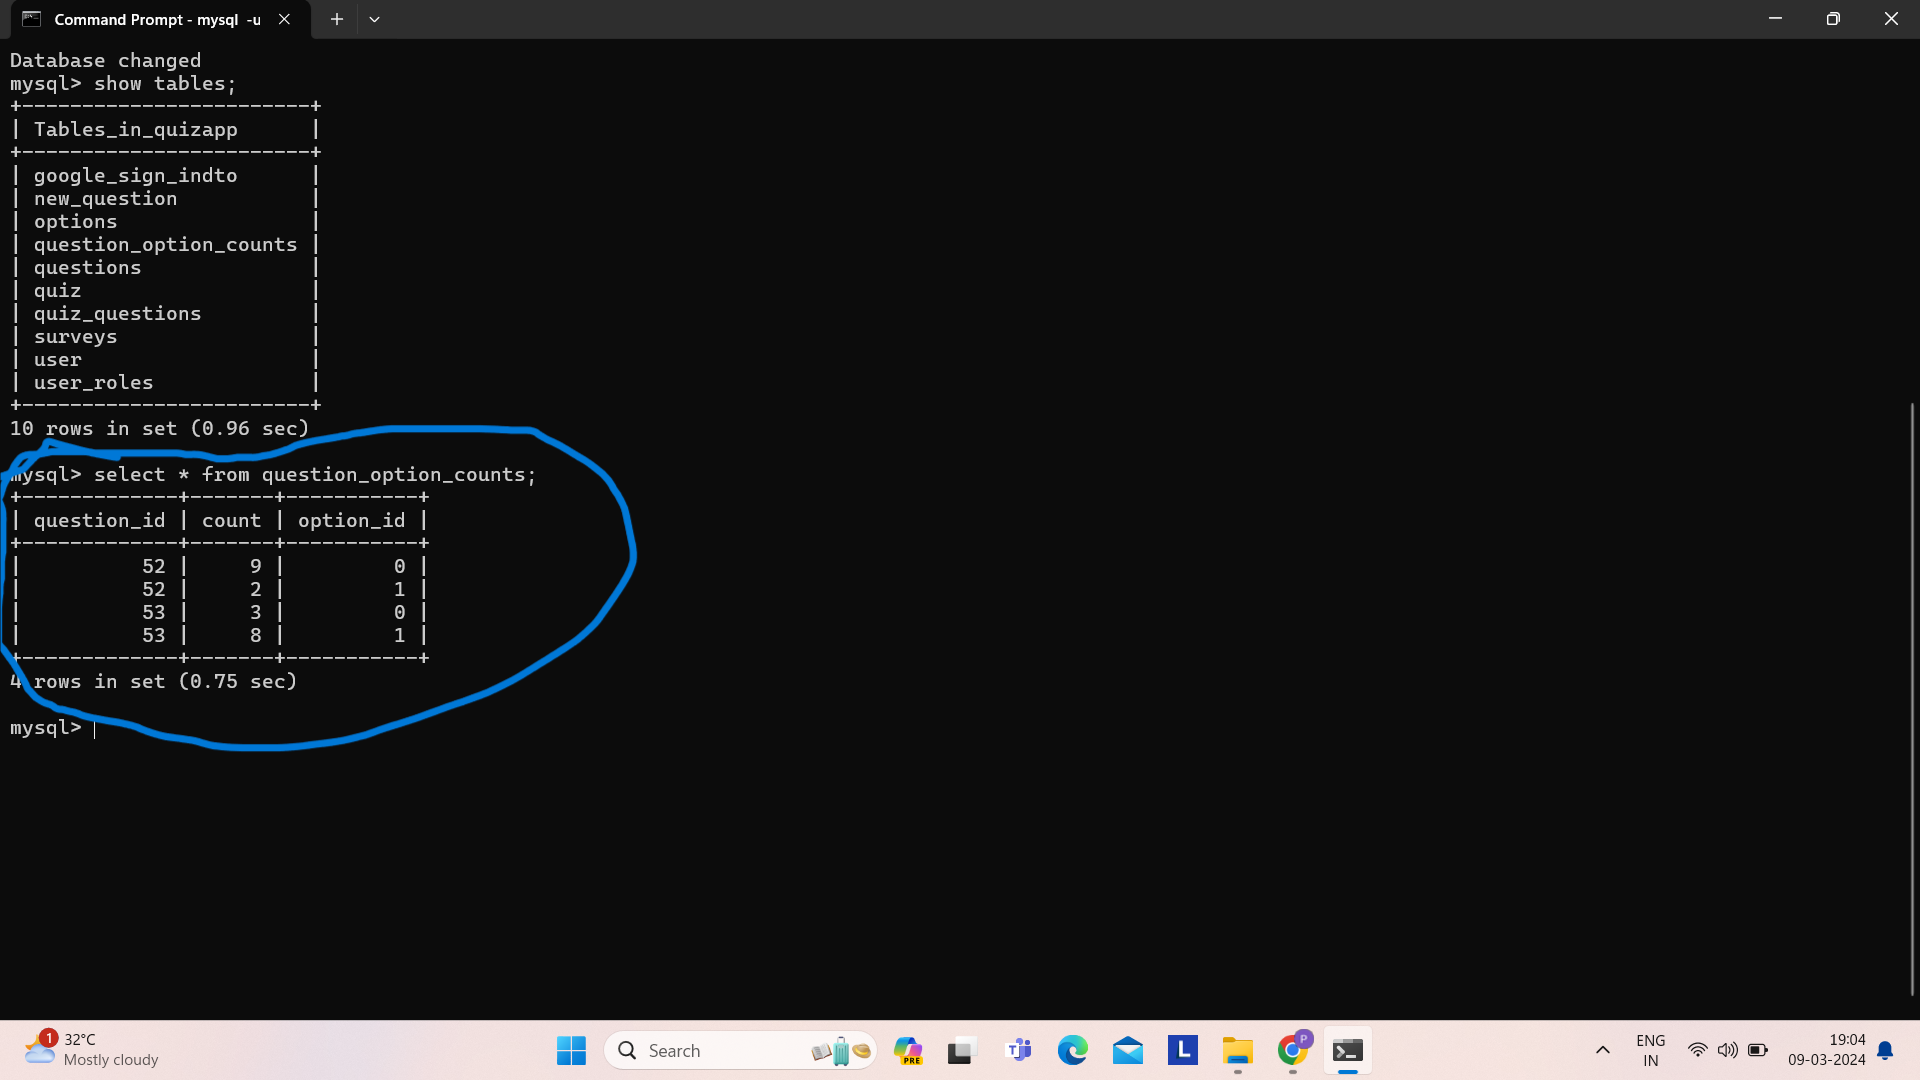 Command Prompt - mysql -u
Database changed
mysql> show tables;
+------------------------+
| Tables_in_quizapp      |
+------------------------+
| google_sign_indto      |
| new_question           |
| options                |
| question_option_counts |
| questions              |
| quiz                   |
| quiz_questions         |
| surveys                |
| user                   |
| user_roles             |
+------------------------+
10 rows in set (0.96 sec)
mysql> select * from question_option_counts;
+-------------+-------+-----------+
| question_id | count | option_id |
+-------------+-------+-----------+
|          52 |     9 |         0 |
|          52 |     2 |         1 |
|          53 |     3 |         0 |
|          53 |     8 |         1 |
+-------------+-------+-----------+
4 rows in set (0.75 sec)
mysql>
1
32°C
Mostly cloudy
Search
PRE
T
L
P
ENG
IN
19:04
09-03-2024